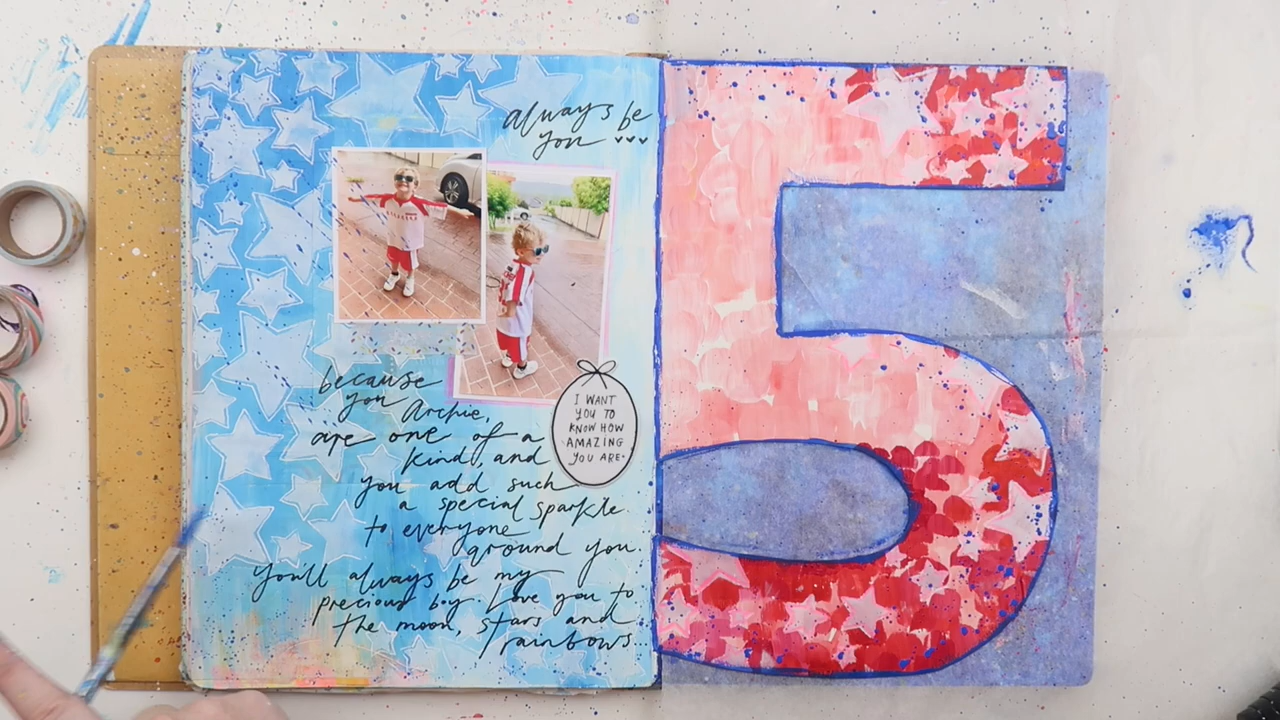 always be
you ♥♥♥
because
you Archie,
are one of a
kind, and
you add such
a special sparkle
to everyone
around you.
You'll always be my
precious boy. Love you to
the moon, stars and
rainbows.
I WANT
YOU TO
KNOW HOW
AMAZING
YOU ARE.
5